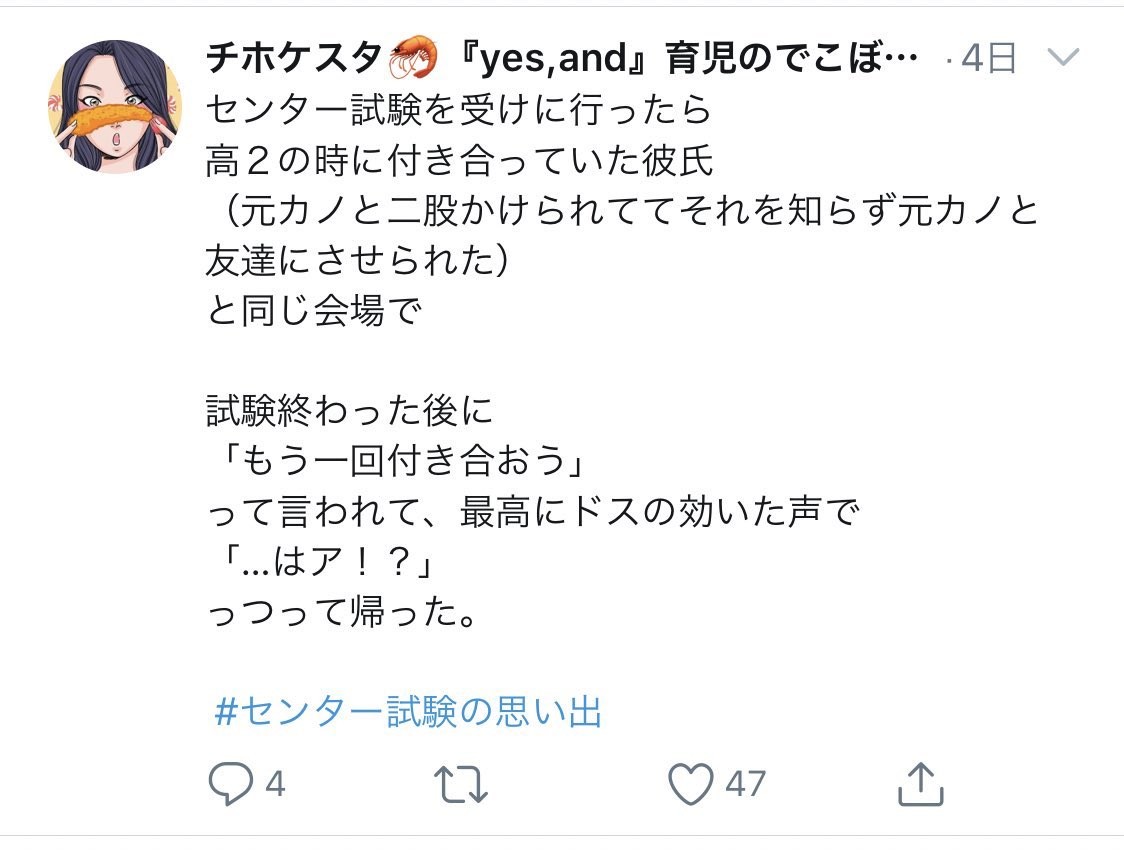 チホケスタ🦐『yes,and』育児のでこぼ… ・4日
センター試験を受けに行ったら
高２の時に付き合っていた彼氏
（元カノと二股かけられててそれを知らず元カノと
友達にさせられた）
と同じ会場で
試験終わった後に
「もう一回付き合おう」
って言われて、最高にドスの効いた声で
「...はア！？」
っつって帰った。
#センター試験の思い出
4 47